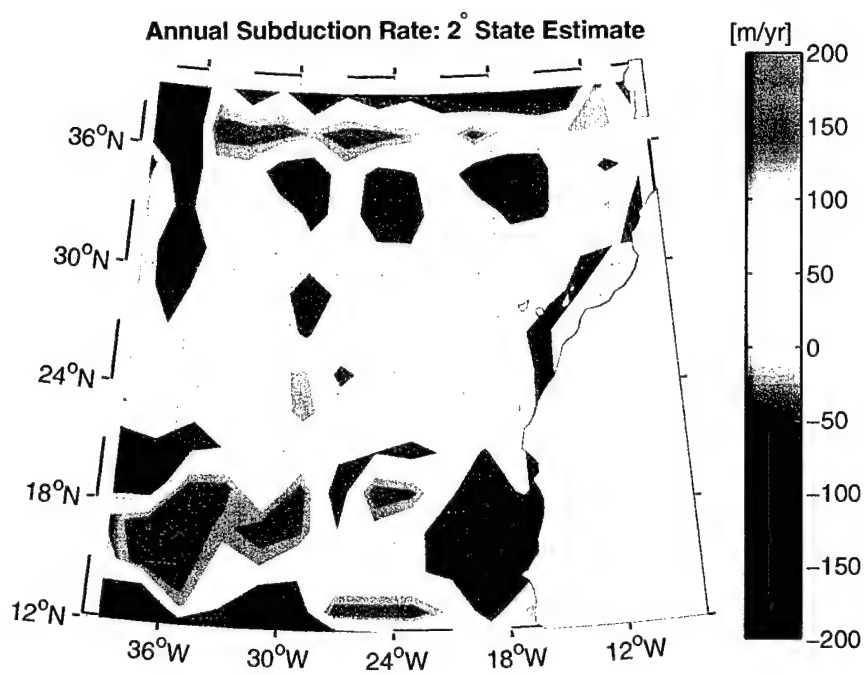 Annual Subduction Rate: 2° State Estimate
[m/yr]
200
150
100
50
0
−50
−100
−150
−200
36°N
30°N
24°N
18°N
12°N
36°W
30°W
24°W
18°W
12°W